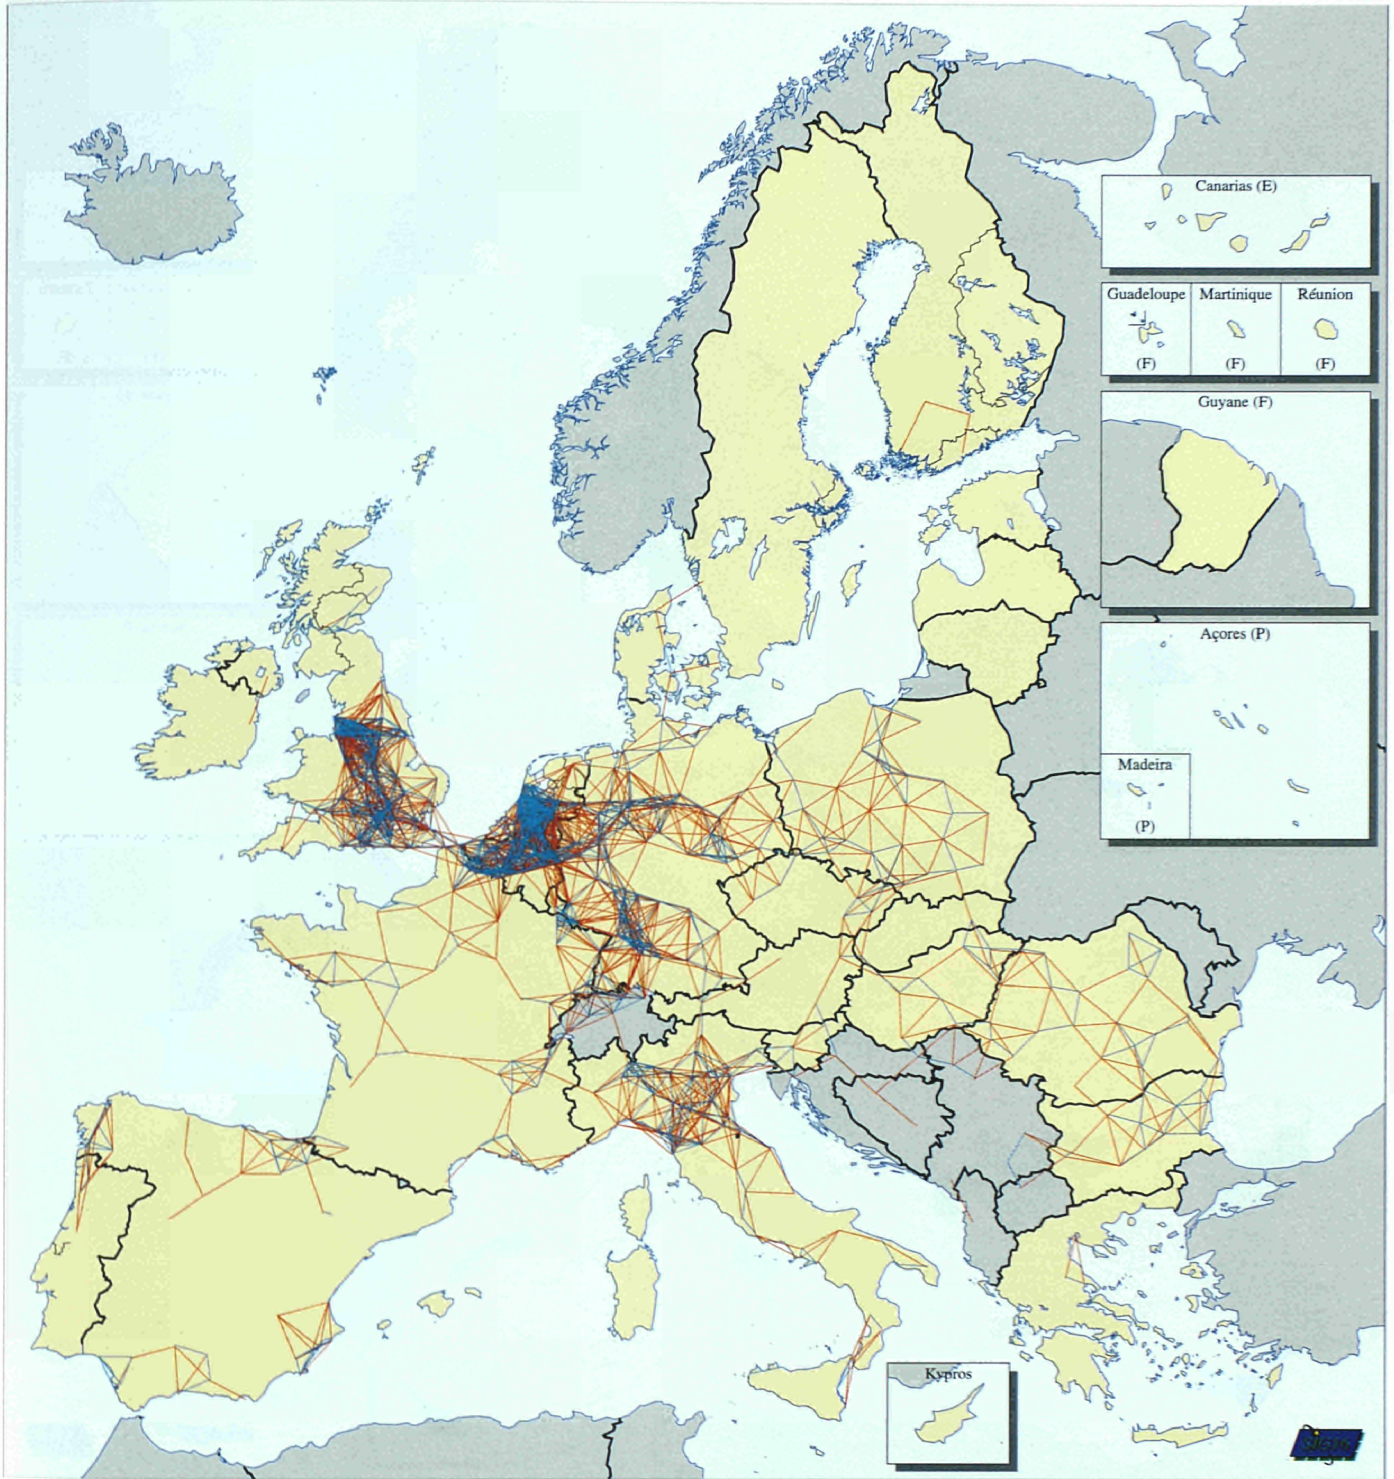 Canarias (E)
Guadeloupe
Martinique
Réunion
(F)
(F)
(F)
Guyane (F)
Açores (P)
Madeira
(P)
Kypros